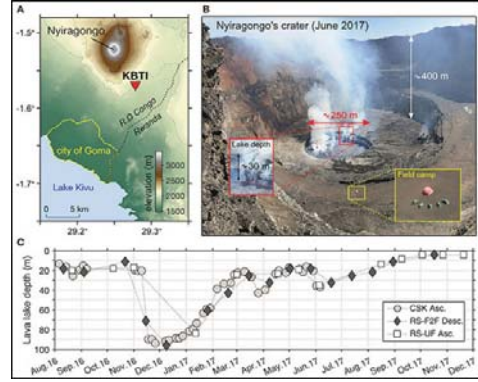 A
Nyiragongo
KBTI
R.D Congo
Rwanda
city of Goma
Lake Kivu
0 5 km
elevation (m)
3000
2500
2000
1500
-1.5°
-1.6°
-1.7°
29.2°
29.3°
B
Nyiragongo's crater (June 2017)
~400 m
~250 m
Lake depth
~30 m
Field camp
C
Lava lake depth (m)
0
20
40
60
80
100
CSK Asc.
RS-F2F Desc.
RS-UF Asc.
Aug.16
Sep.16
Oct.16
Nov.16
Dec.16
Jan.17
Feb.17
Mar.17
Apr.17
May.17
Jun.17
Jul.17
Aug.17
Sep.17
Oct.17
Nov.17
Dec.17